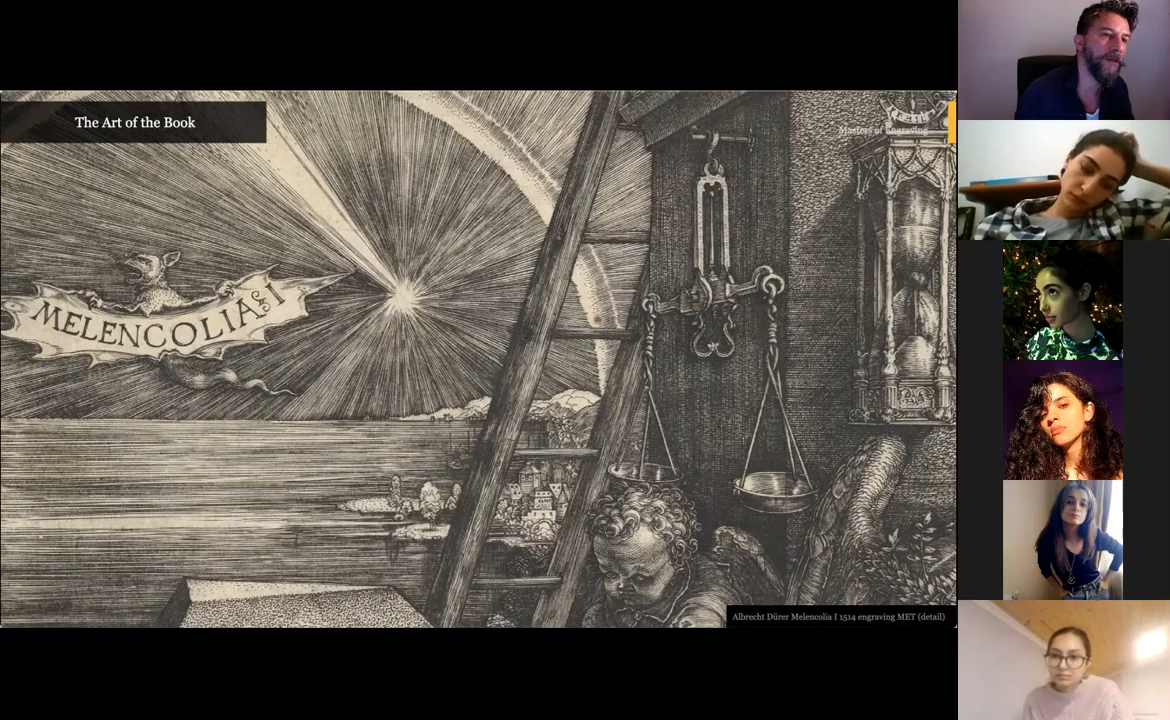 The Art of the Book
Masters of Engraving
MELENCOLIA § I
Albrecht Dürer Melencolia I 1514 engraving MET (detail)